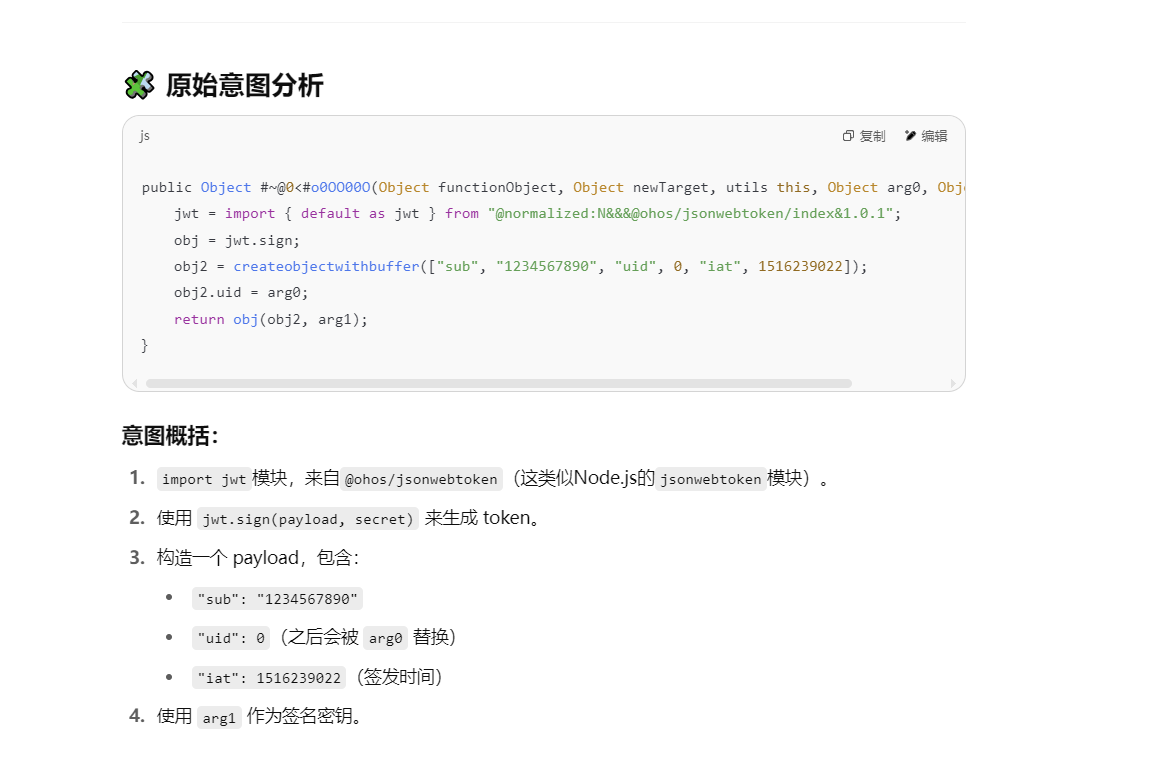 原始意图分析
js
复制 编辑
public Object #~@0<#o0OO00O(Object functionObject, Object newTarget, utils this, Object arg0, Obje
jwt = import { default as jwt } from "@normalized:N&&&@ohos/jsonwebtoken/index&1.0.1";
obj = jwt.sign;
obj2 = createobjectwithbuffer(["sub", "1234567890", "uid", 0, "iat", 1516239022]);
obj2.uid = arg0;
return obj(obj2, arg1);
}
意图概括：
1. import jwt 模块，来自 @ohos/jsonwebtoken（这类似Node.js的 jsonwebtoken 模块）。
2. 使用 jwt.sign(payload, secret) 来生成 token。
3. 构造一个 payload，包含：
• "sub": "1234567890"
• "uid": 0（之后会被 arg0 替换）
• "iat": 1516239022（签发时间）
4. 使用 arg1 作为签名密钥。